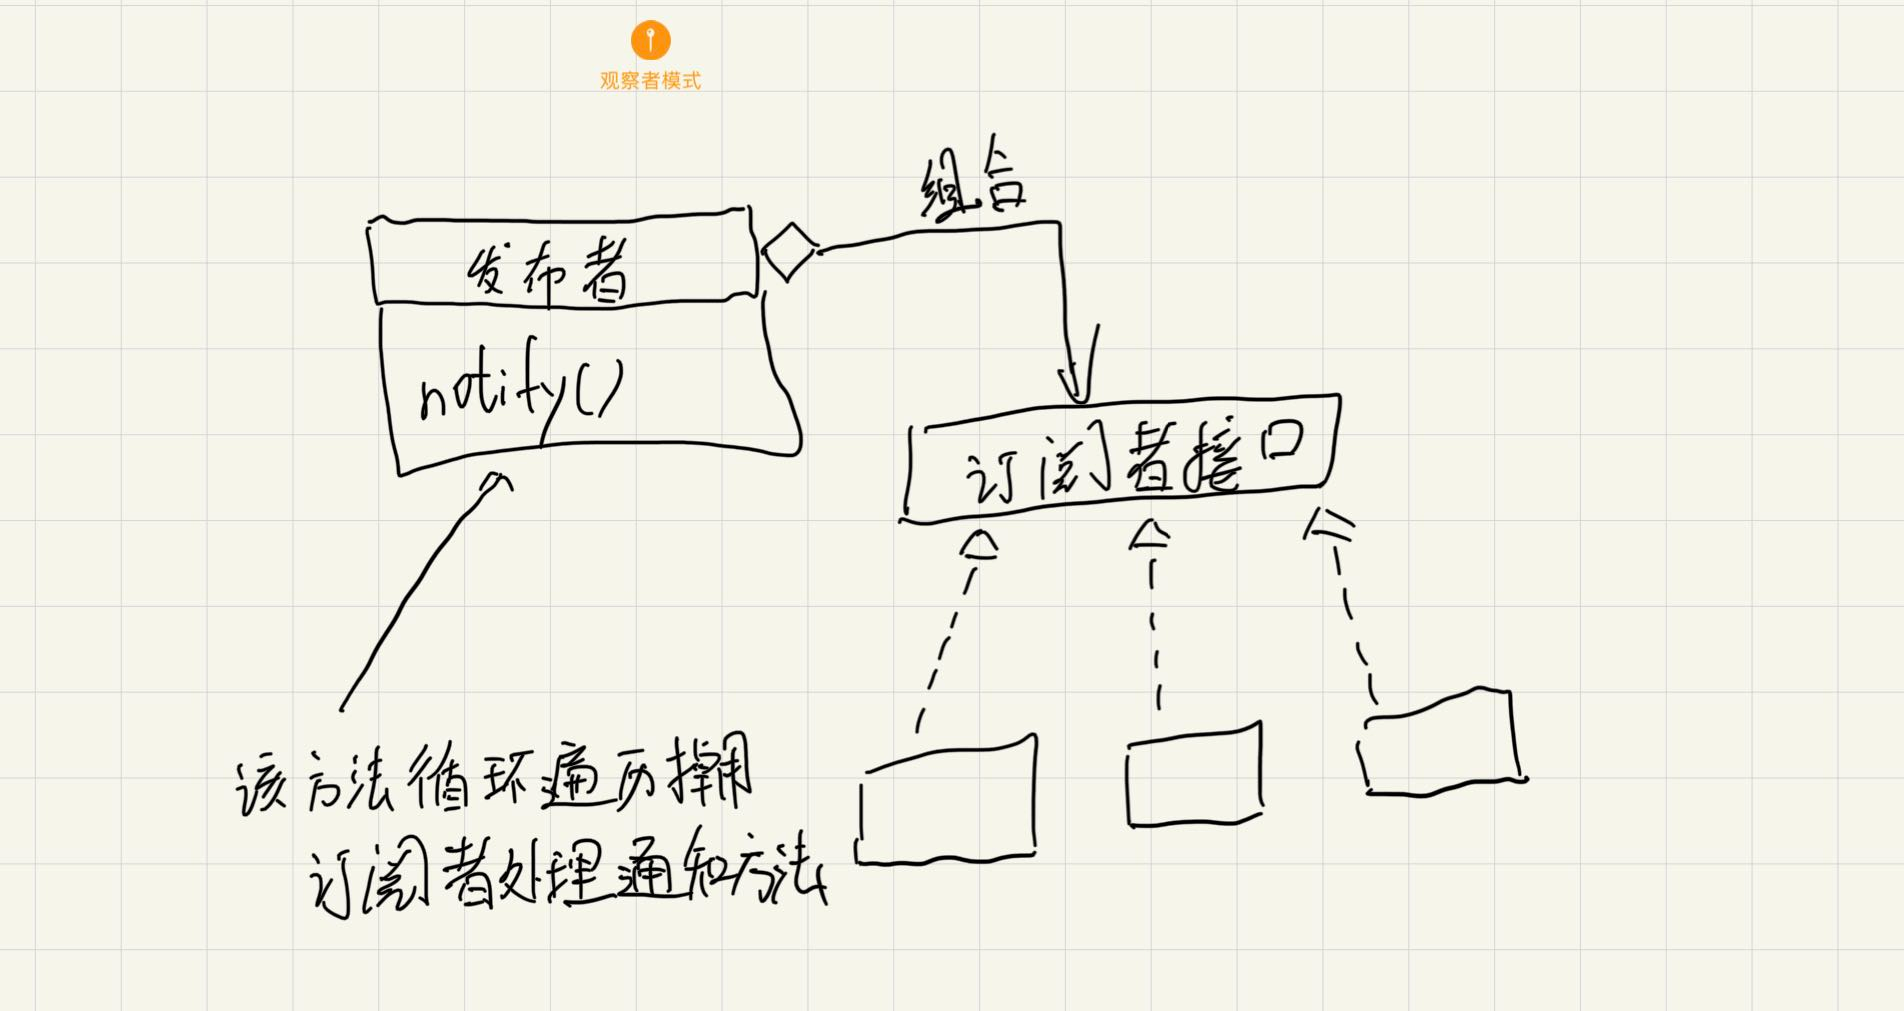 观察者模式
组合
发布者
notify()
订阅者接口
该方法循环遍历掉用
订阅者处理通知方法